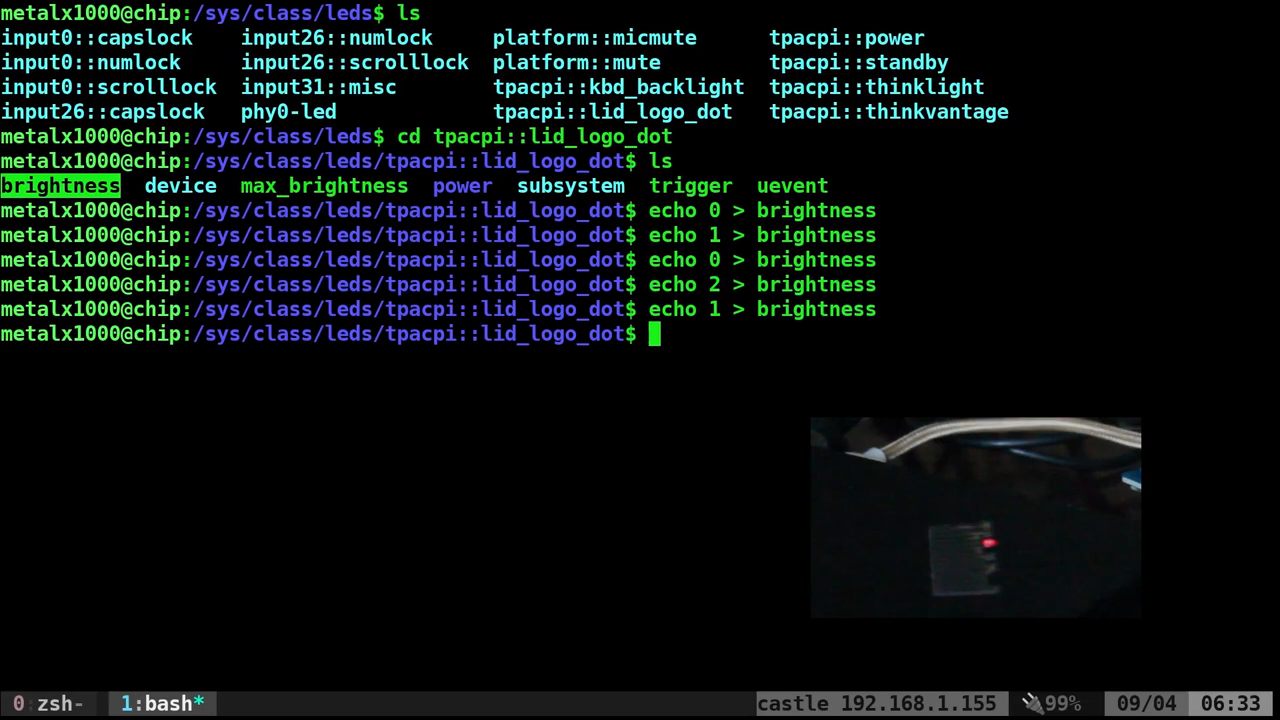 metalx1000@chip:/sys/class/leds$ ls
input0::capslock    input26::numlock     platform::micmute      tpacpi::power
input0::numlock     input26::scrolllock  platform::mute         tpacpi::standby
input0::scrolllock  input31::misc        tpacpi::kbd_backlight  tpacpi::thinklight
input26::capslock   phy0-led             tpacpi::lid_logo_dot   tpacpi::thinkvantage
metalx1000@chip:/sys/class/leds$ cd tpacpi::lid_logo_dot
metalx1000@chip:/sys/class/leds/tpacpi::lid_logo_dot$ ls
brightness  device  max_brightness  power  subsystem  trigger  uevent
metalx1000@chip:/sys/class/leds/tpacpi::lid_logo_dot$ echo 0 > brightness
metalx1000@chip:/sys/class/leds/tpacpi::lid_logo_dot$ echo 1 > brightness
metalx1000@chip:/sys/class/leds/tpacpi::lid_logo_dot$ echo 0 > brightness
metalx1000@chip:/sys/class/leds/tpacpi::lid_logo_dot$ echo 2 > brightness
metalx1000@chip:/sys/class/leds/tpacpi::lid_logo_dot$ echo 1 > brightness
metalx1000@chip:/sys/class/leds/tpacpi::lid_logo_dot$
0:zsh-  1:bash*  castle 192.168.1.155  99%  09/04  06:33